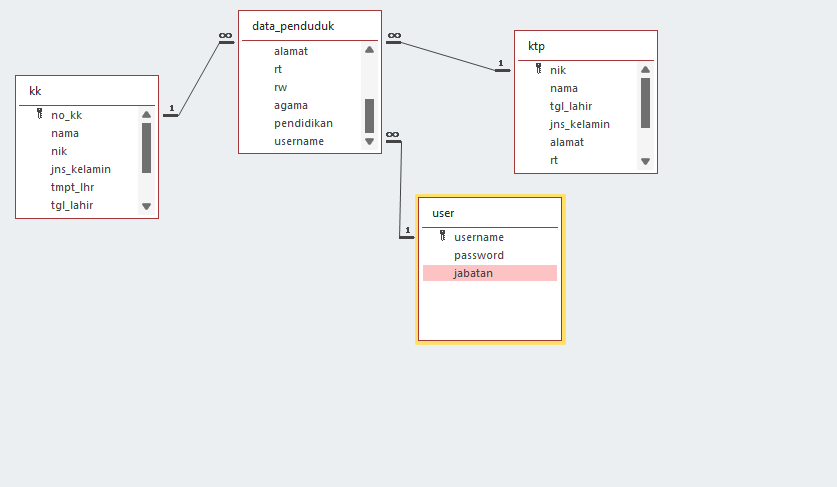 data_penduduk
alamat
rt
rw
agama
pendidikan
username
∞
∞
∞
kk
no_kk
nama
nik
jns_kelamin
tmpt_lhr
tgl_lahir
1
ktp
nik
nama
tgl_lahir
jns_kelamin
alamat
rt
1
user
username
password
jabatan
1